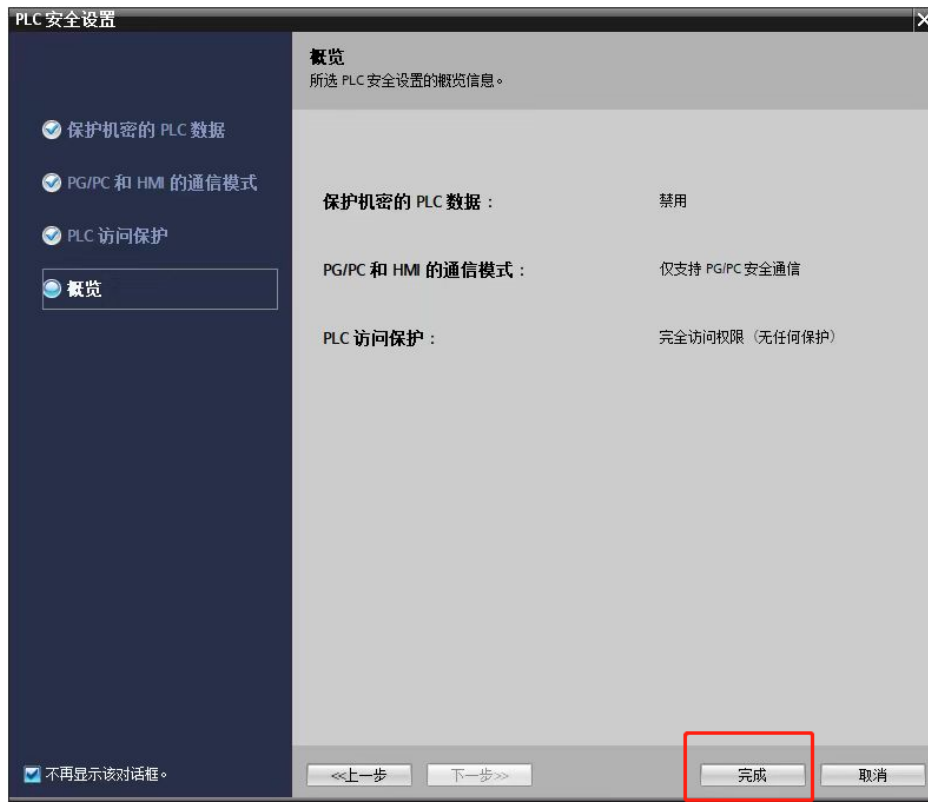 PLC 安全设置
概览
所选 PLC 安全设置的概览信息。
保护机密的 PLC 数据
PG/PC 和 HMI 的通信模式
PLC 访问保护
概览
保护机密的 PLC 数据：
禁用
PG/PC 和 HMI 的通信模式：
仅支持 PG/PC 安全通信
PLC 访问保护：
完全访问权限（无任何保护）
不再显示该对话框。
<<上一步
下一步>>
完成
取消